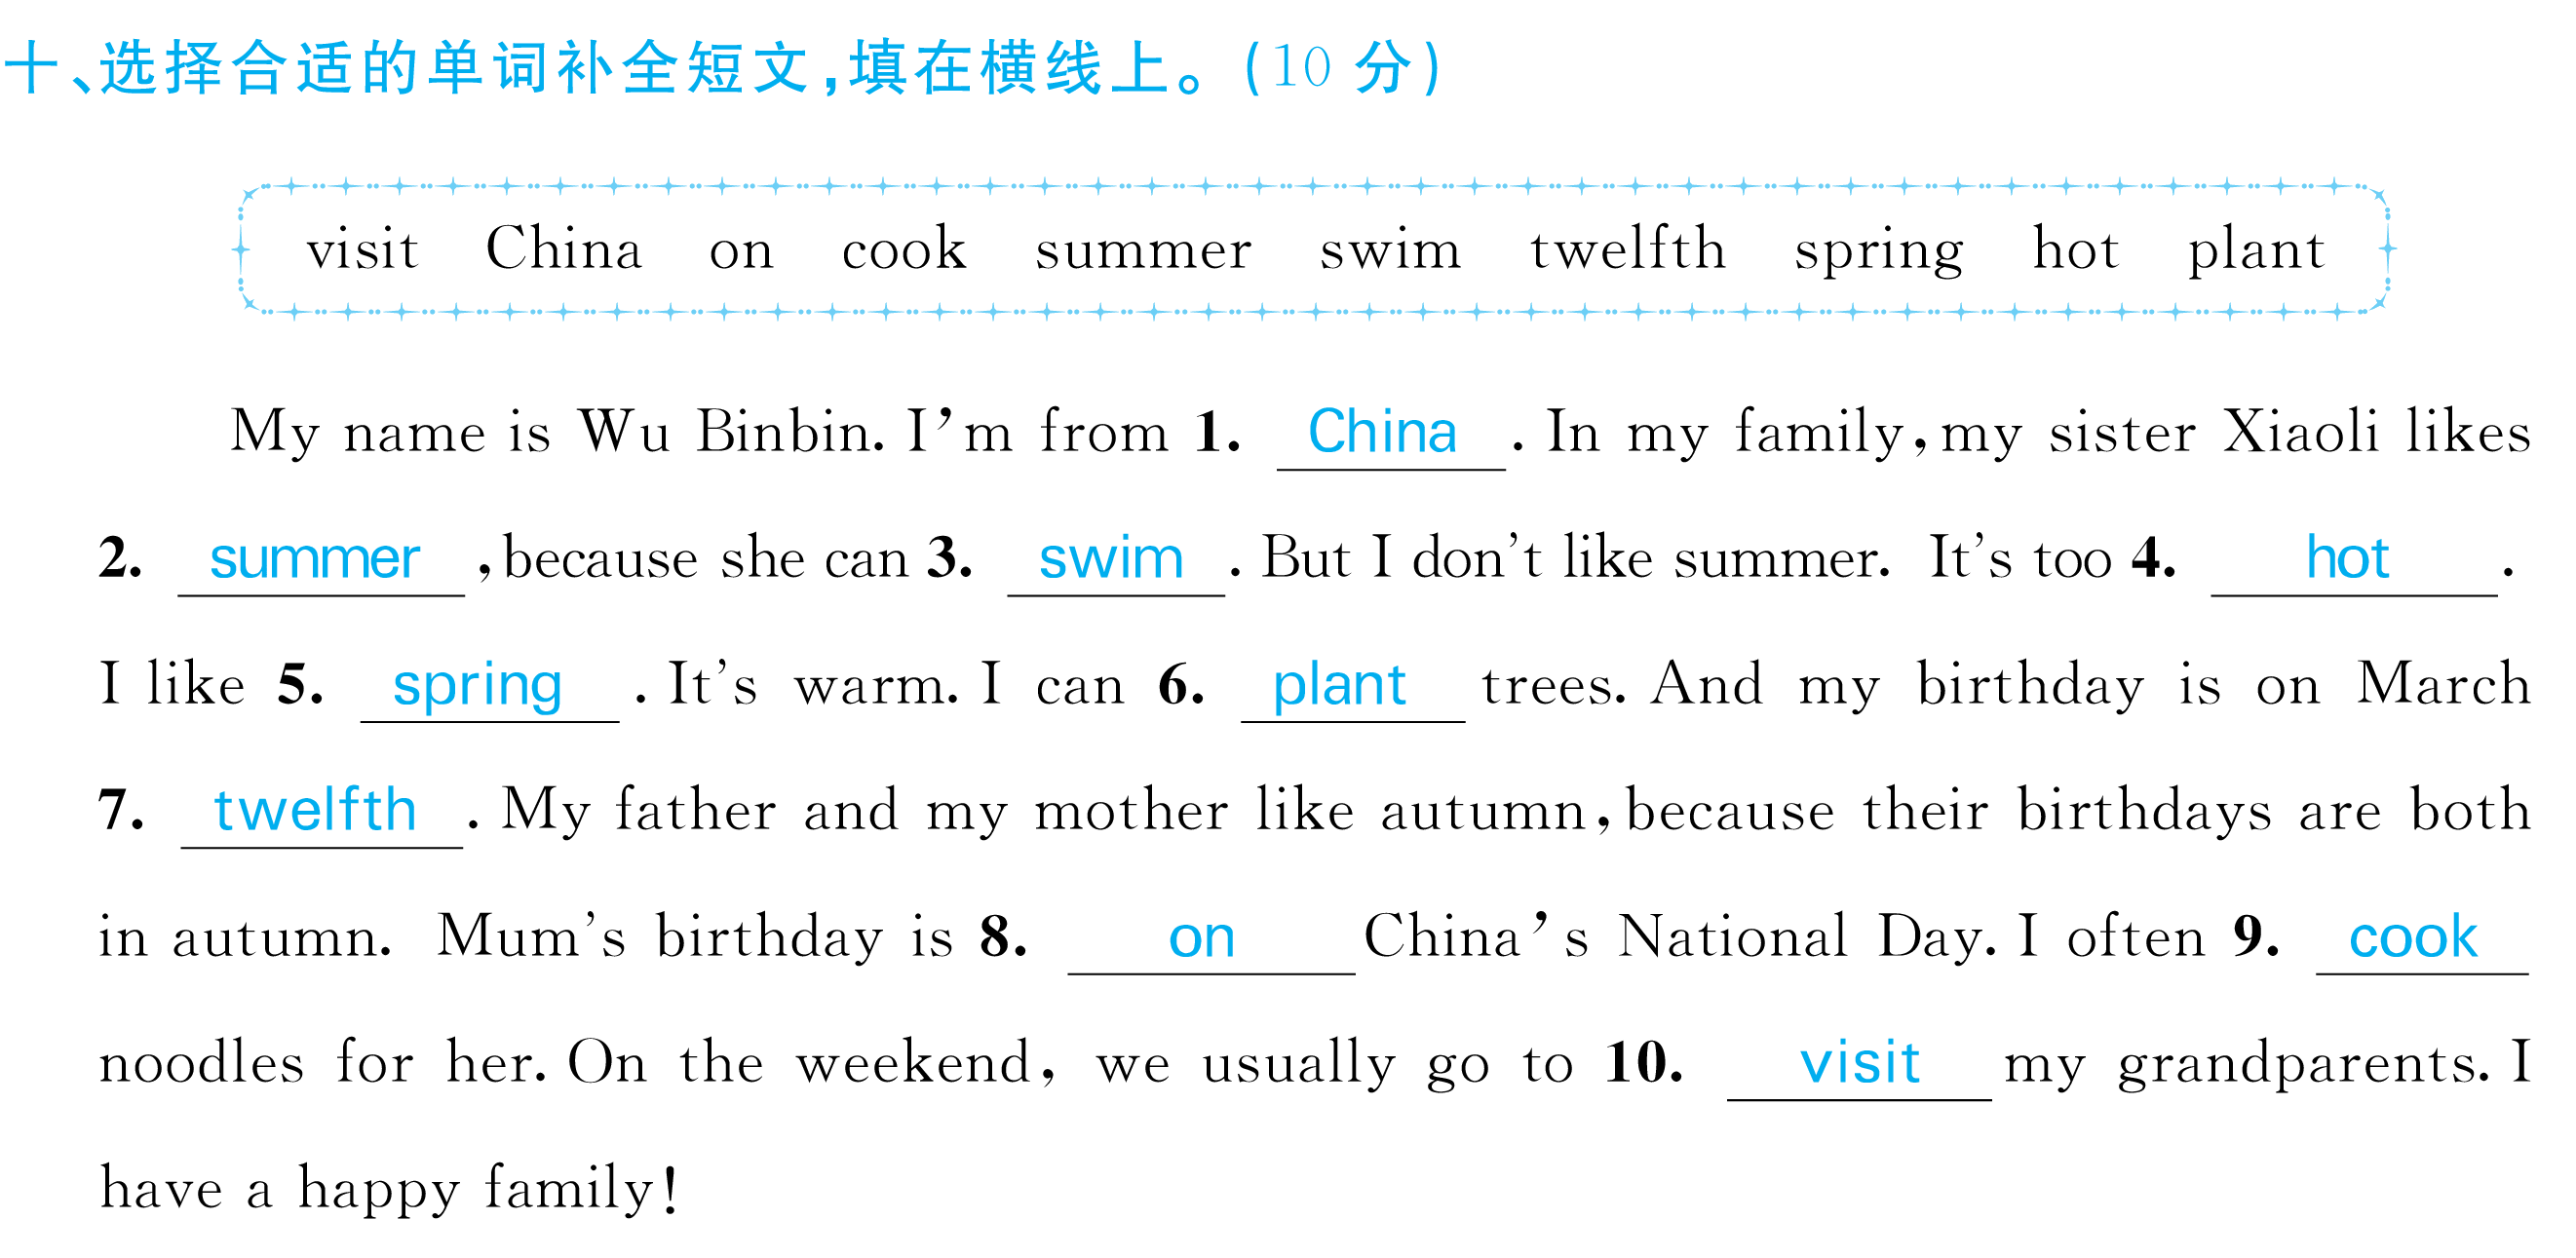 十、选择合适的单词补全短文,填在横线上。(10 分)
visit China on cook summer swim twelfth spring hot plant
My name is Wu Binbin. I'm from 1. China . In my family, my sister Xiaoli likes
2. summer , because she can 3. swim . But I don't like summer. It's too 4. hot .
I like 5. spring . It's warm. I can 6. plant trees. And my birthday is on March
7. twelfth . My father and my mother like autumn, because their birthdays are both
in autumn. Mum's birthday is 8. on China's National Day. I often 9. cook
noodles for her. On the weekend, we usually go to 10. visit my grandparents. I
have a happy family!